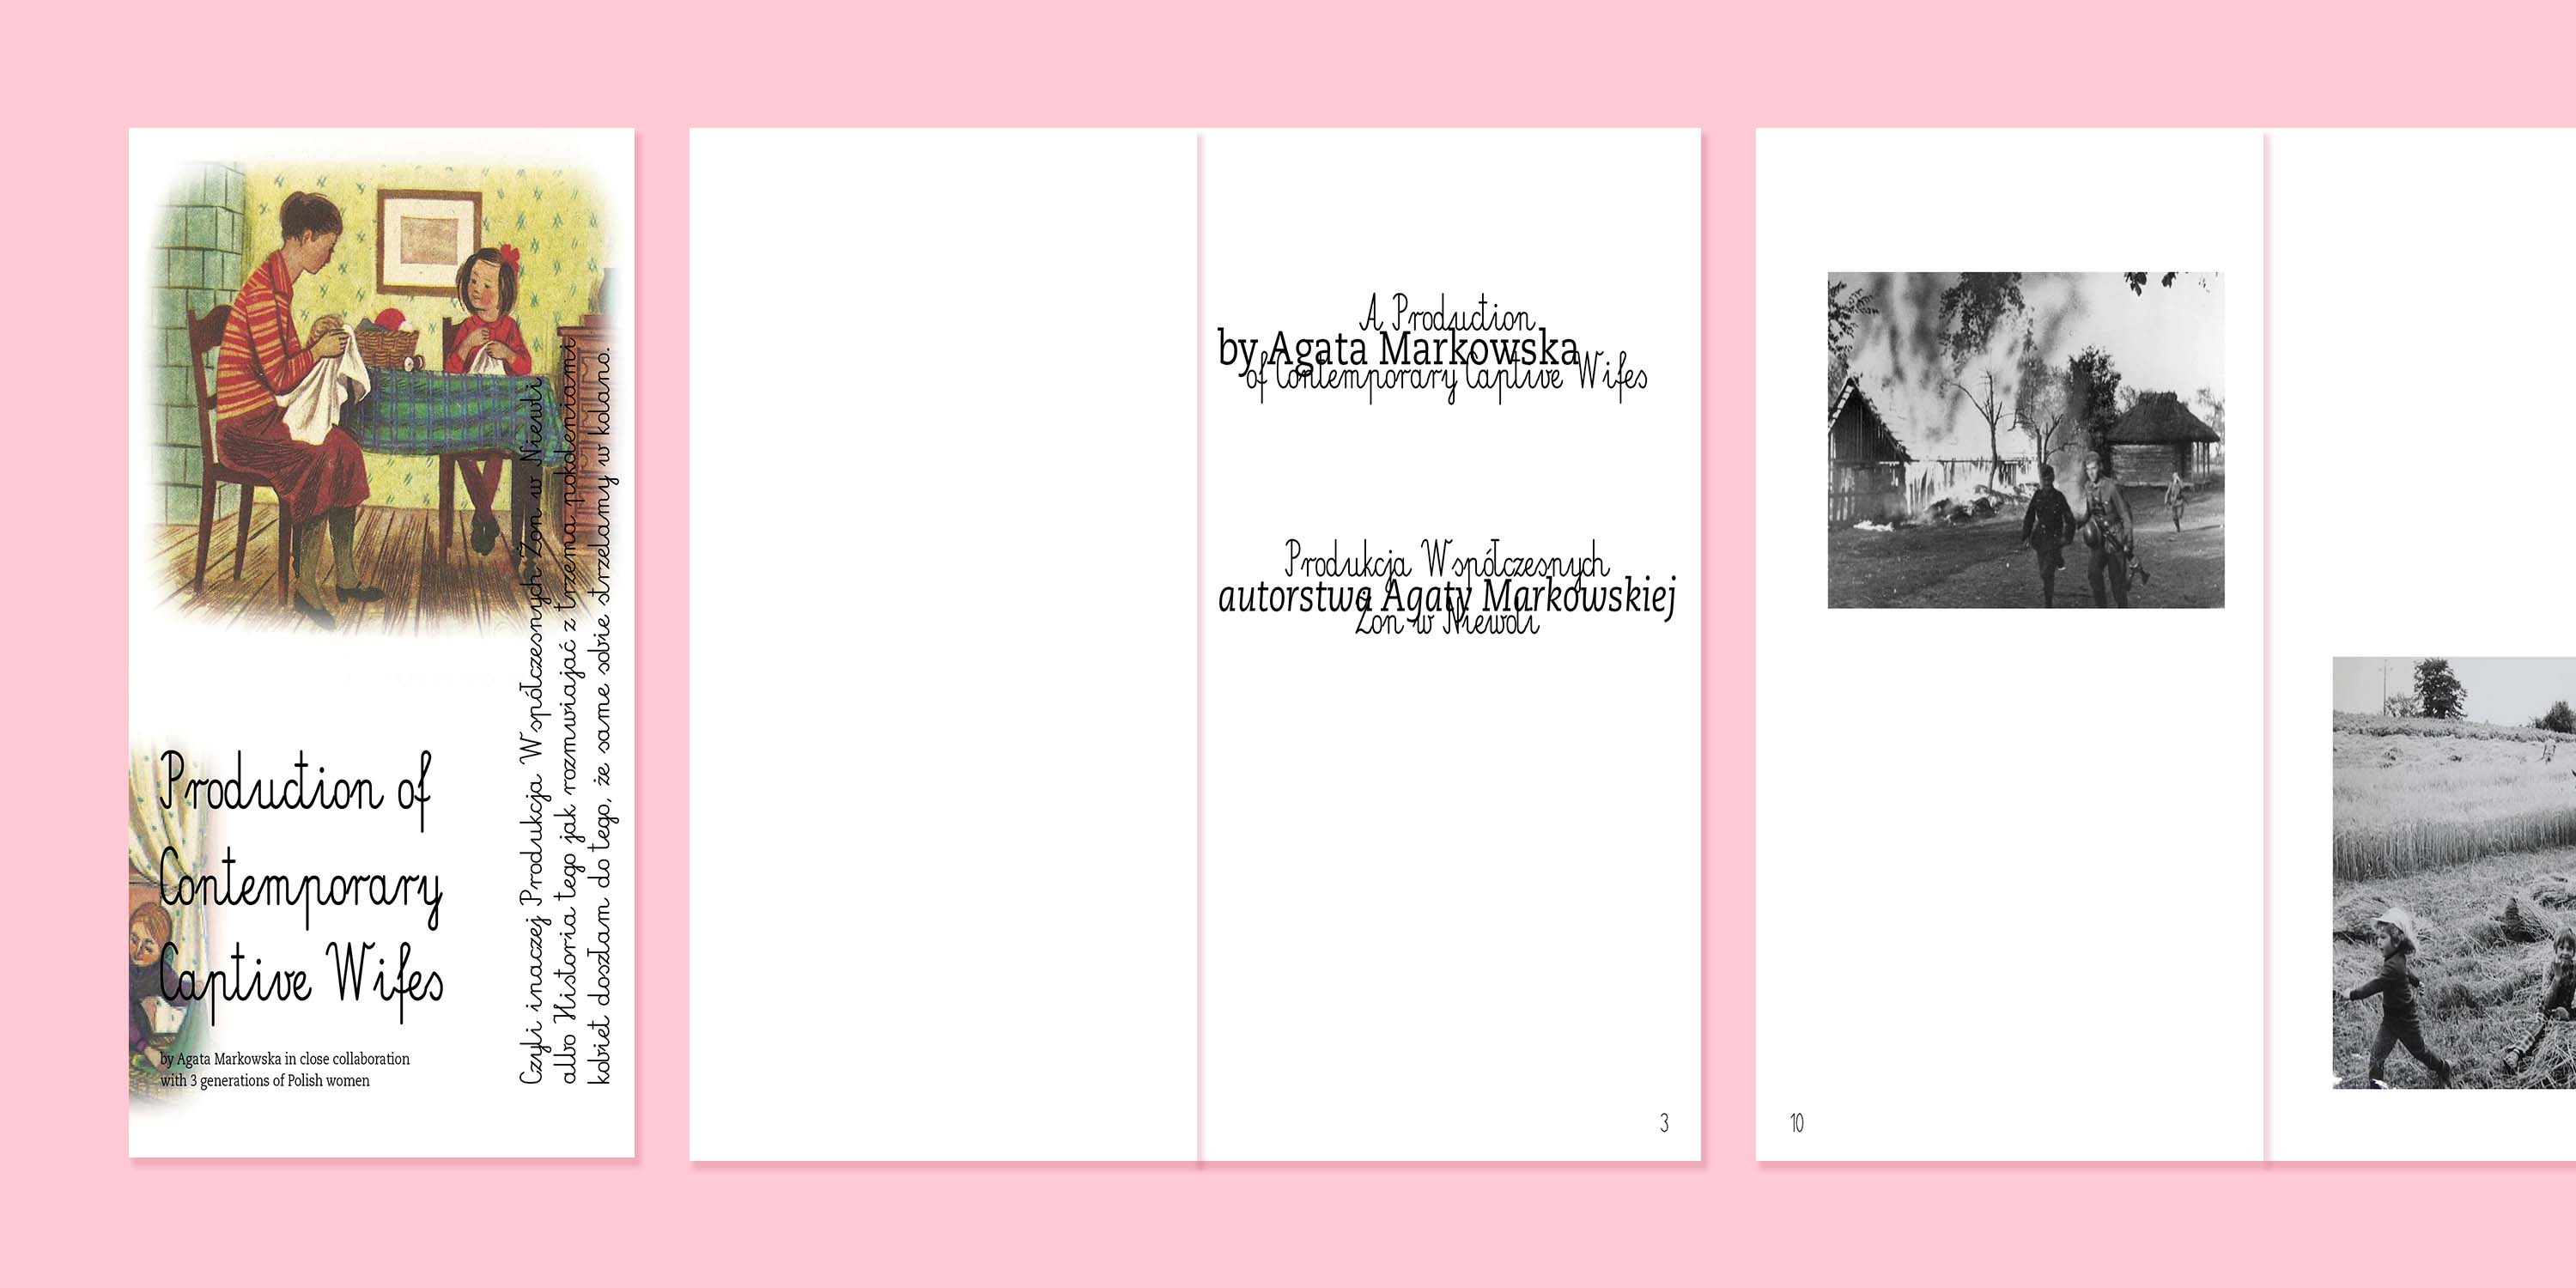 Production of
Contemporary
Captive Wifes
by Agata Markowska in close collaboration
with 3 generations of Polish women
Czyli inaczej Produkcja Współczesnych Żon w Niewoli
albo Historia tego jak rozmawiając z trzema pokoleniami
kobiet doszłam do tego, że same sobie strzelamy w kolano.
A Production
by Agata Markowska
of Contemporary Captive Wifes
Produkcja Współczesnych
autorstwa Agaty Markowskiej
Żon w Niewoli
3
10